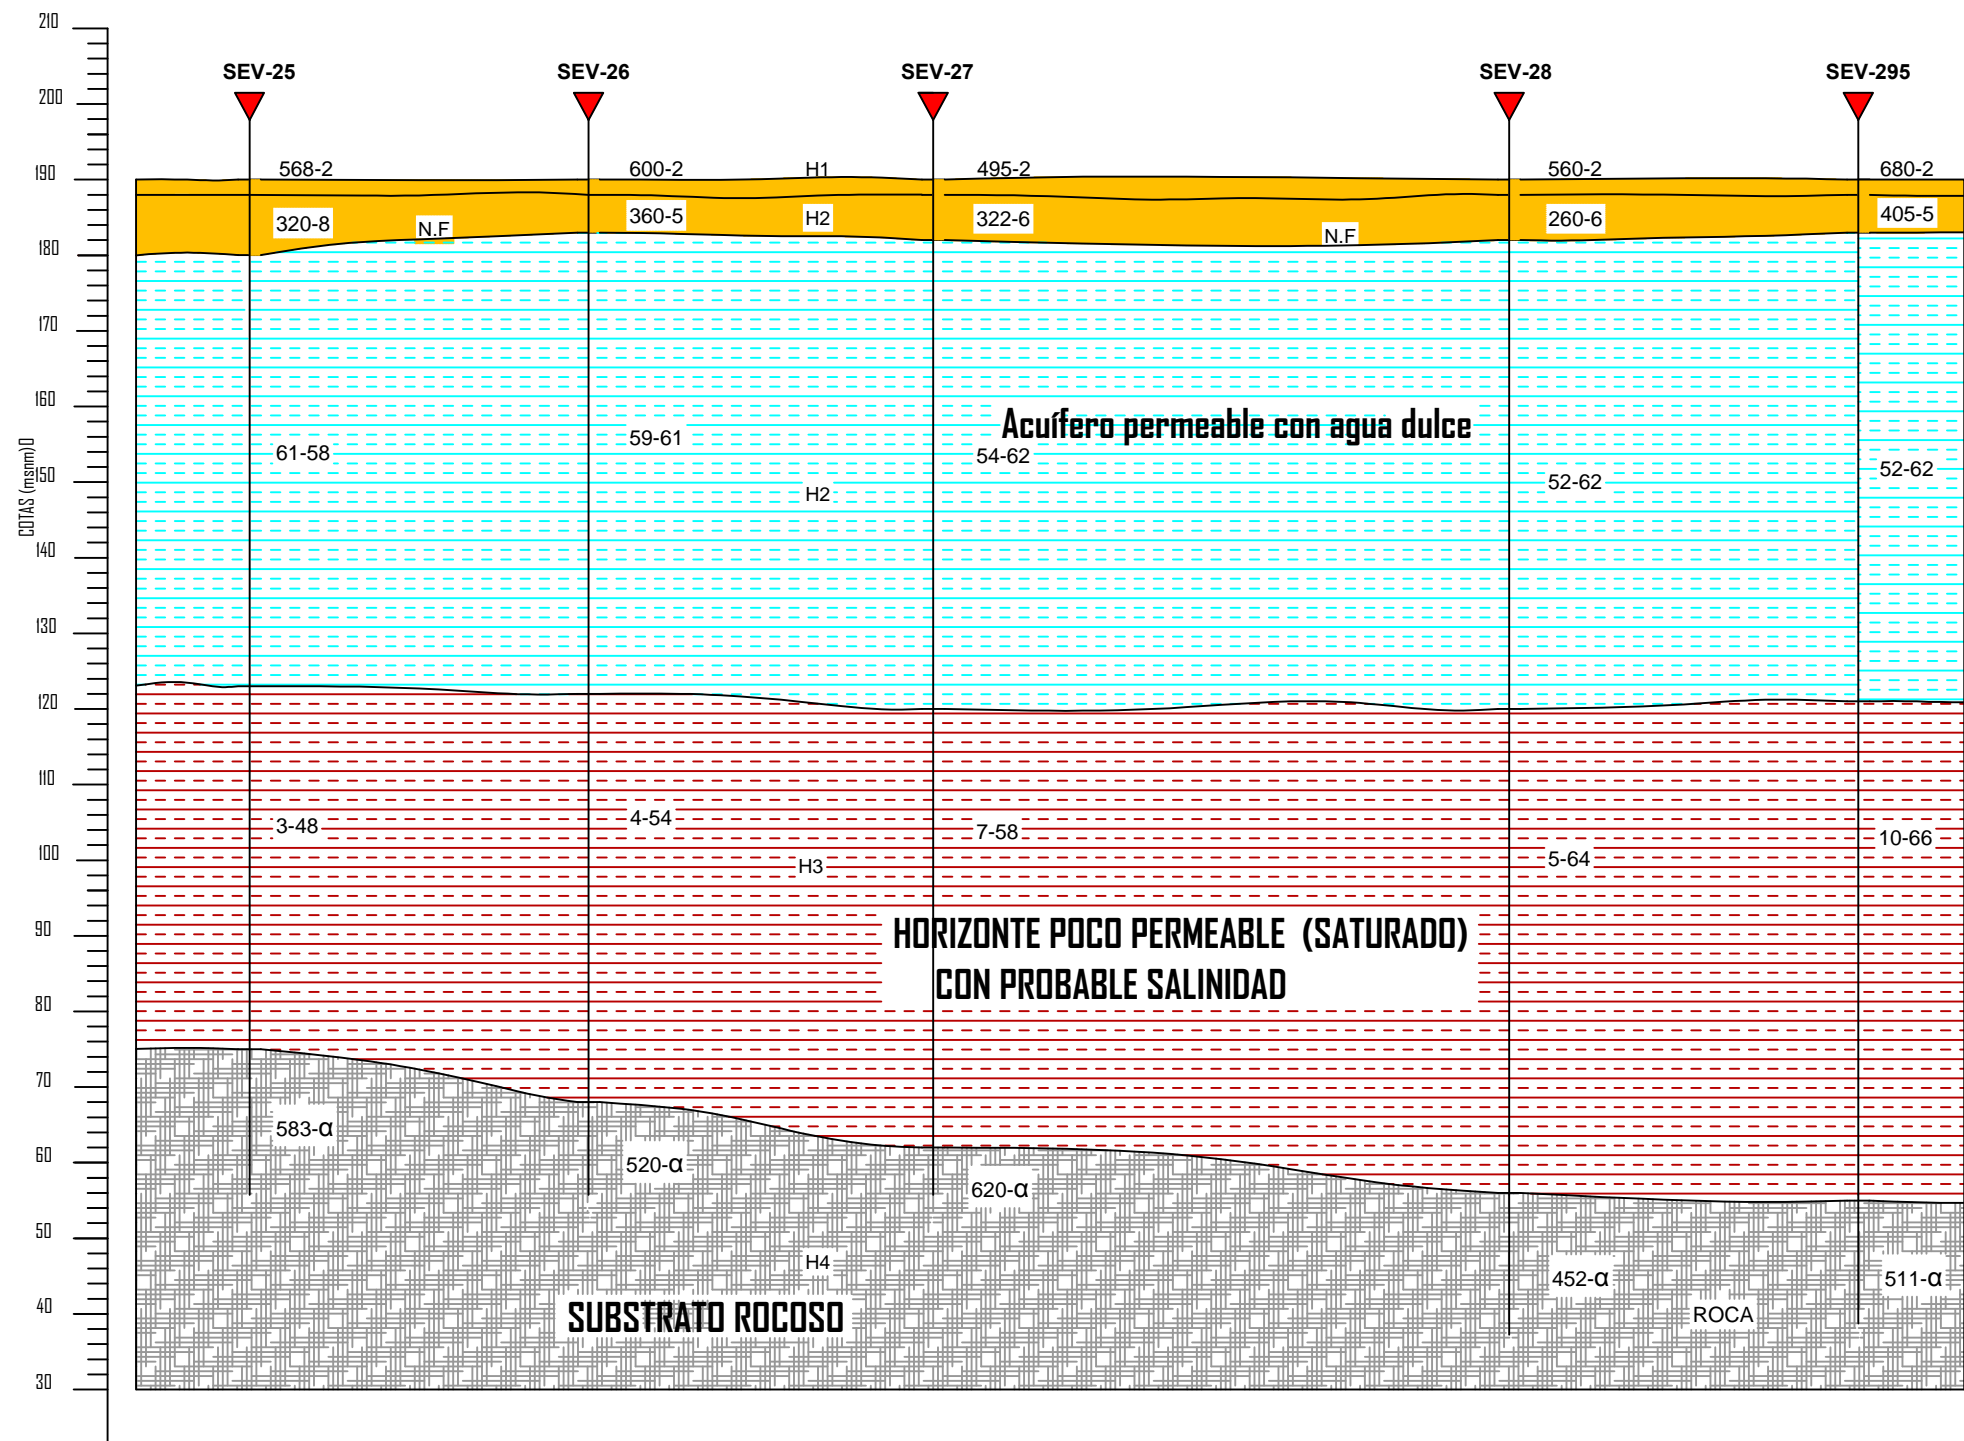 210
SEV-25 SEV-26 SEV-27 SEV-28 SEV-295
200
190
568-2 600-2 H1 495-2 560-2 680-2
320-8 N.F 360-5 H2 322-6 N.F 260-6 405-5
180
170
160
Acuífero permeable con agua dulce
61-58 59-61 54-62 52-62 52-62
COTAS (msnm)0
150
H2
140
130
120
110
3-48 4-54 7-58 5-64 10-66
100
H3
90
HORIZONTE POCO PERMEABLE (SATURADO)
CON PROBABLE SALINIDAD
80
70
583-α 520-α 620-α
60
50
H4
452-α 511-α
40
SUBSTRATO ROCOSO
ROCA
30